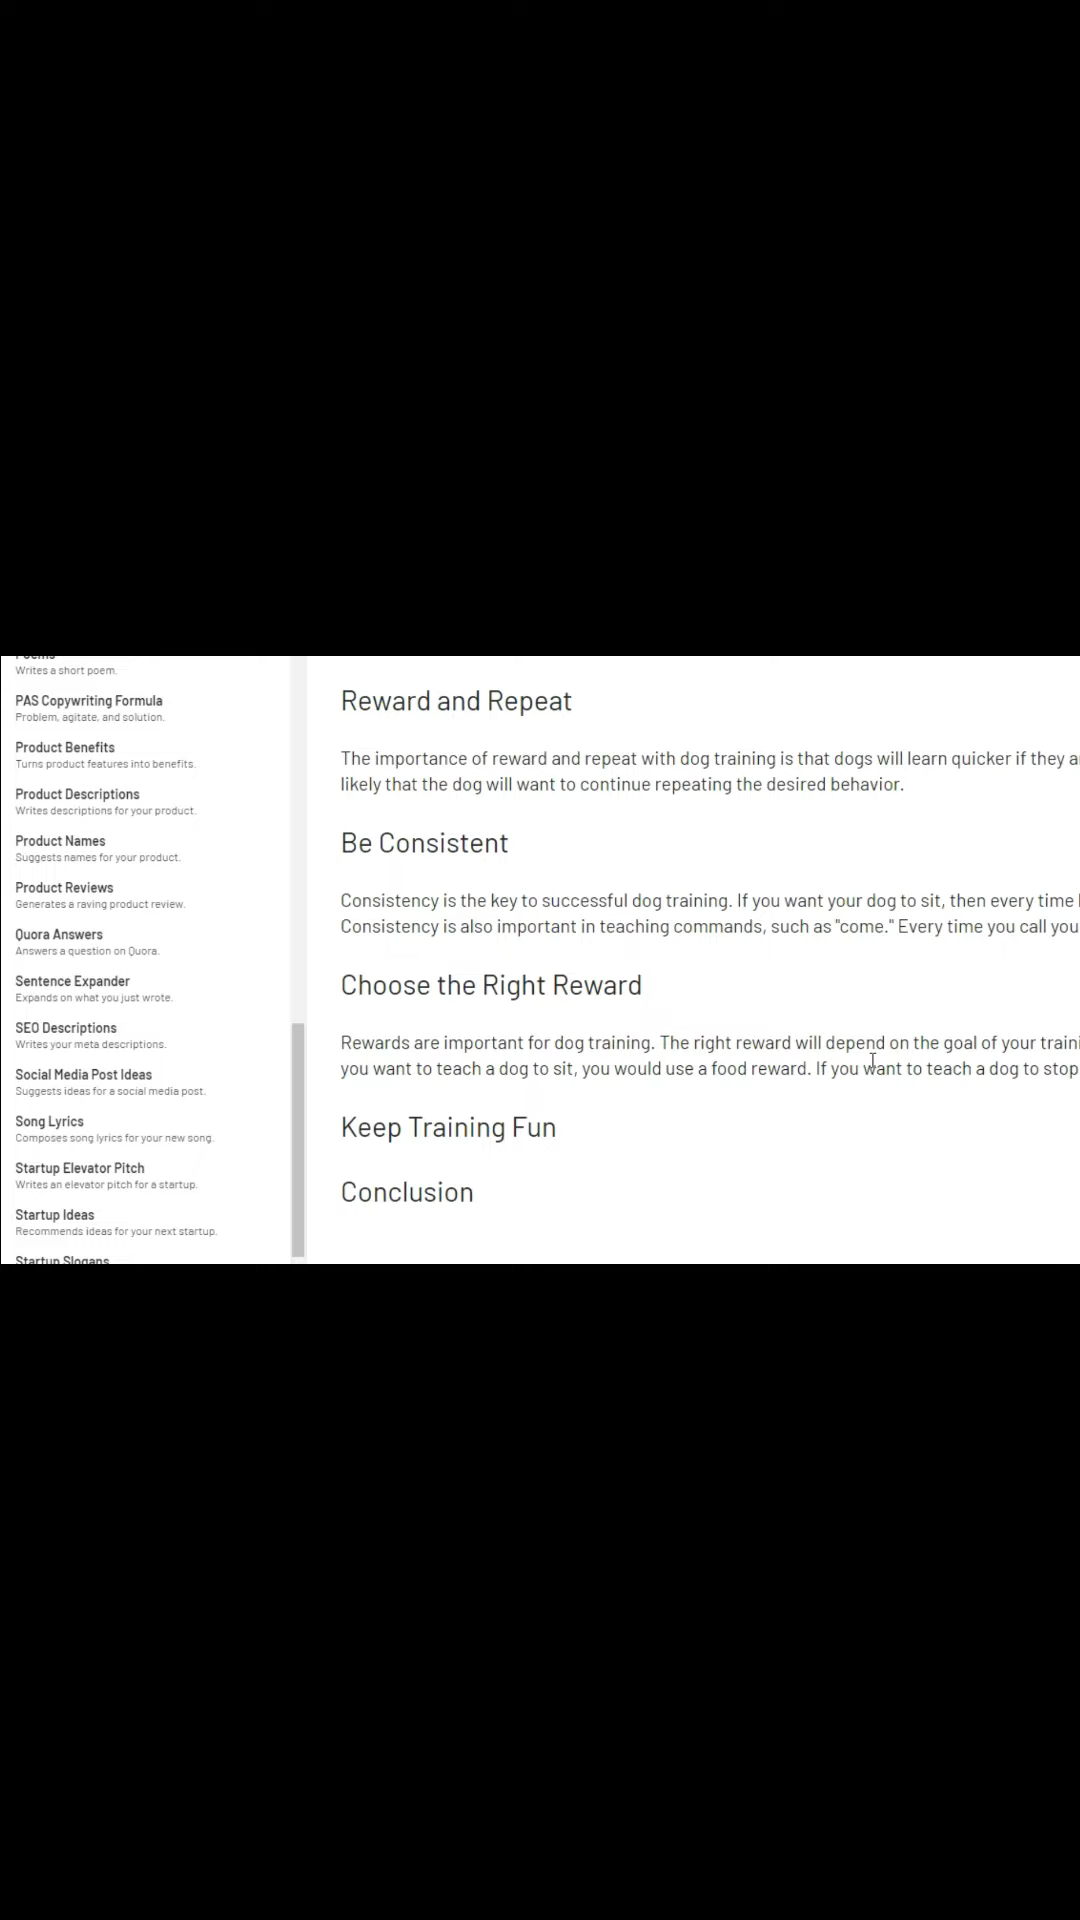 Poems
Writes a short poem.
PAS Copywriting Formula
Problem, agitate, and solution.
Product Benefits
Turns product features into benefits.
Product Descriptions
Writes descriptions for your product.
Product Names
Suggests names for your product.
Product Reviews
Generates a raving product review.
Quora Answers
Answers a question on Quora.
Sentence Expander
Expands on what you just wrote.
SEO Descriptions
Writes your meta descriptions.
Social Media Post Ideas
Suggests ideas for a social media post.
Song Lyrics
Composes song lyrics for your new song.
Startup Elevator Pitch
Writes an elevator pitch for a startup.
Startup Ideas
Recommends ideas for your next startup.
Startup Slogans
Reward and Repeat
The importance of reward and repeat with dog training is that dogs will learn quicker if they
likely that the dog will want to continue repeating the desired behavior.
Be Consistent
Consistency is the key to successful dog training. If you want your dog to sit, then every time
Consistency is also important in teaching commands, such as "come." Every time you call you
Choose the Right Reward
Rewards are important for dog training. The right reward will depend on the goal of your traini
you want to teach a dog to sit, you would use a food reward. If you want to teach a dog to stop
Keep Training Fun
Conclusion